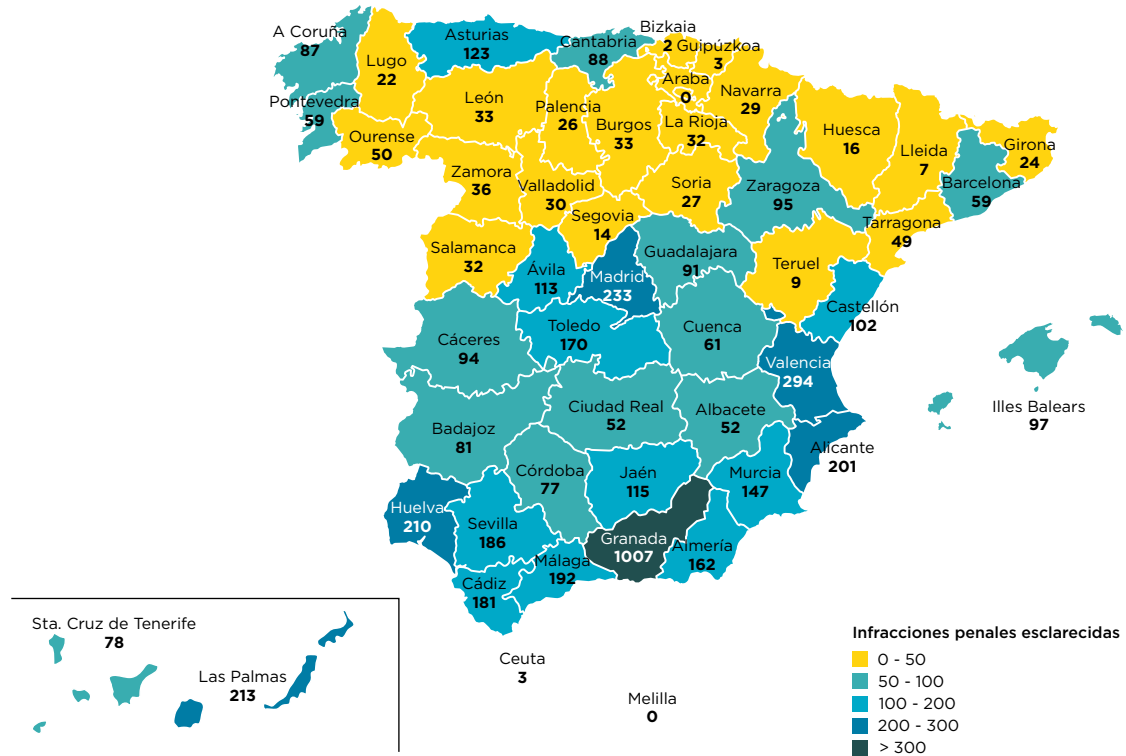 A Coruña
87
Lugo
22
Asturias
123
Cantabria
88
Bizkaia
2
Guipúzkoa
3
Araba
0
Navarra
29
Pontevedra
59
Ourense
50
León
33
Palencia
26
Burgos
33
La Rioja
32
Huesca
16
Lleida
7
Girona
24
Barcelona
59
Zamora
36
Valladolid
30
Soria
27
Zaragoza
95
Tarragona
49
Segovia
14
Salamanca
32
Ávila
113
Madrid
233
Guadalajara
91
Teruel
9
Castellón
102
Cáceres
94
Toledo
170
Cuenca
61
Valencia
294
Illes Balears
97
Badajoz
81
Ciudad Real
52
Albacete
52
Alicante
201
Córdoba
77
Jaén
115
Murcia
147
Huelva
210
Sevilla
186
Granada
1007
Almería
162
Málaga
192
Cádiz
181
Sta. Cruz de Tenerife
78
Las Palmas
213
Ceuta
3
Melilla
0
Infracciones penales esclarecidas
0 - 50
50 - 100
100 - 200
200 - 300
> 300